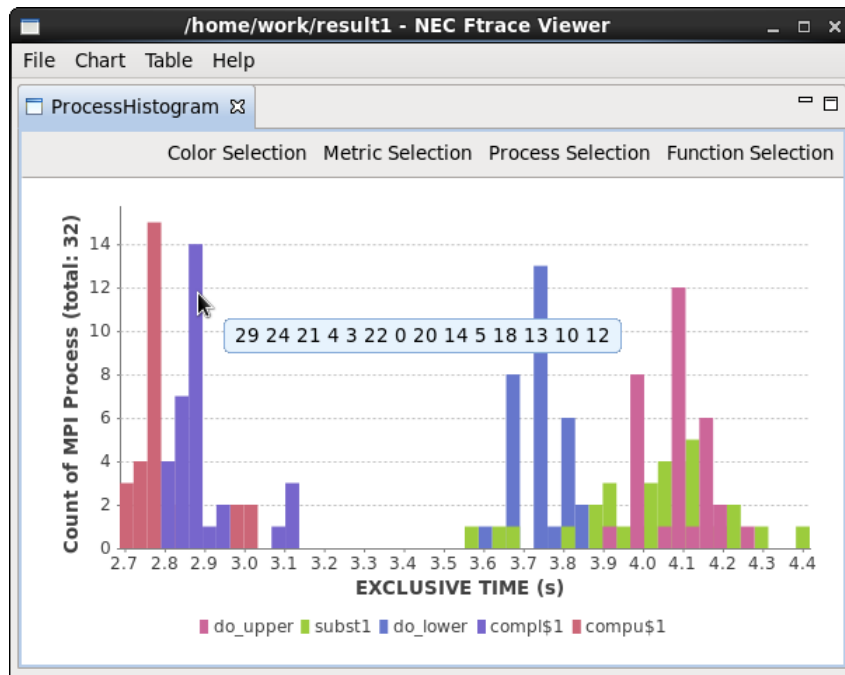 /home/work/result1 - NEC Ftrace Viewer
File Chart Table Help
ProcessHistogram
Color Selection Metric Selection Process Selection Function Selection
Count of MPI Process (total: 32)
14
12
10
8
6
4
2
0
29 24 21 4 3 22 0 20 14 5 18 13 10 12
2.7 2.8 2.9 3.0 3.1 3.2 3.3 3.4 3.5 3.6 3.7 3.8 3.9 4.0 4.1 4.2 4.3 4.4
EXCLUSIVE TIME (s)
do_upper subst1 do_lower compl$1 compu$1